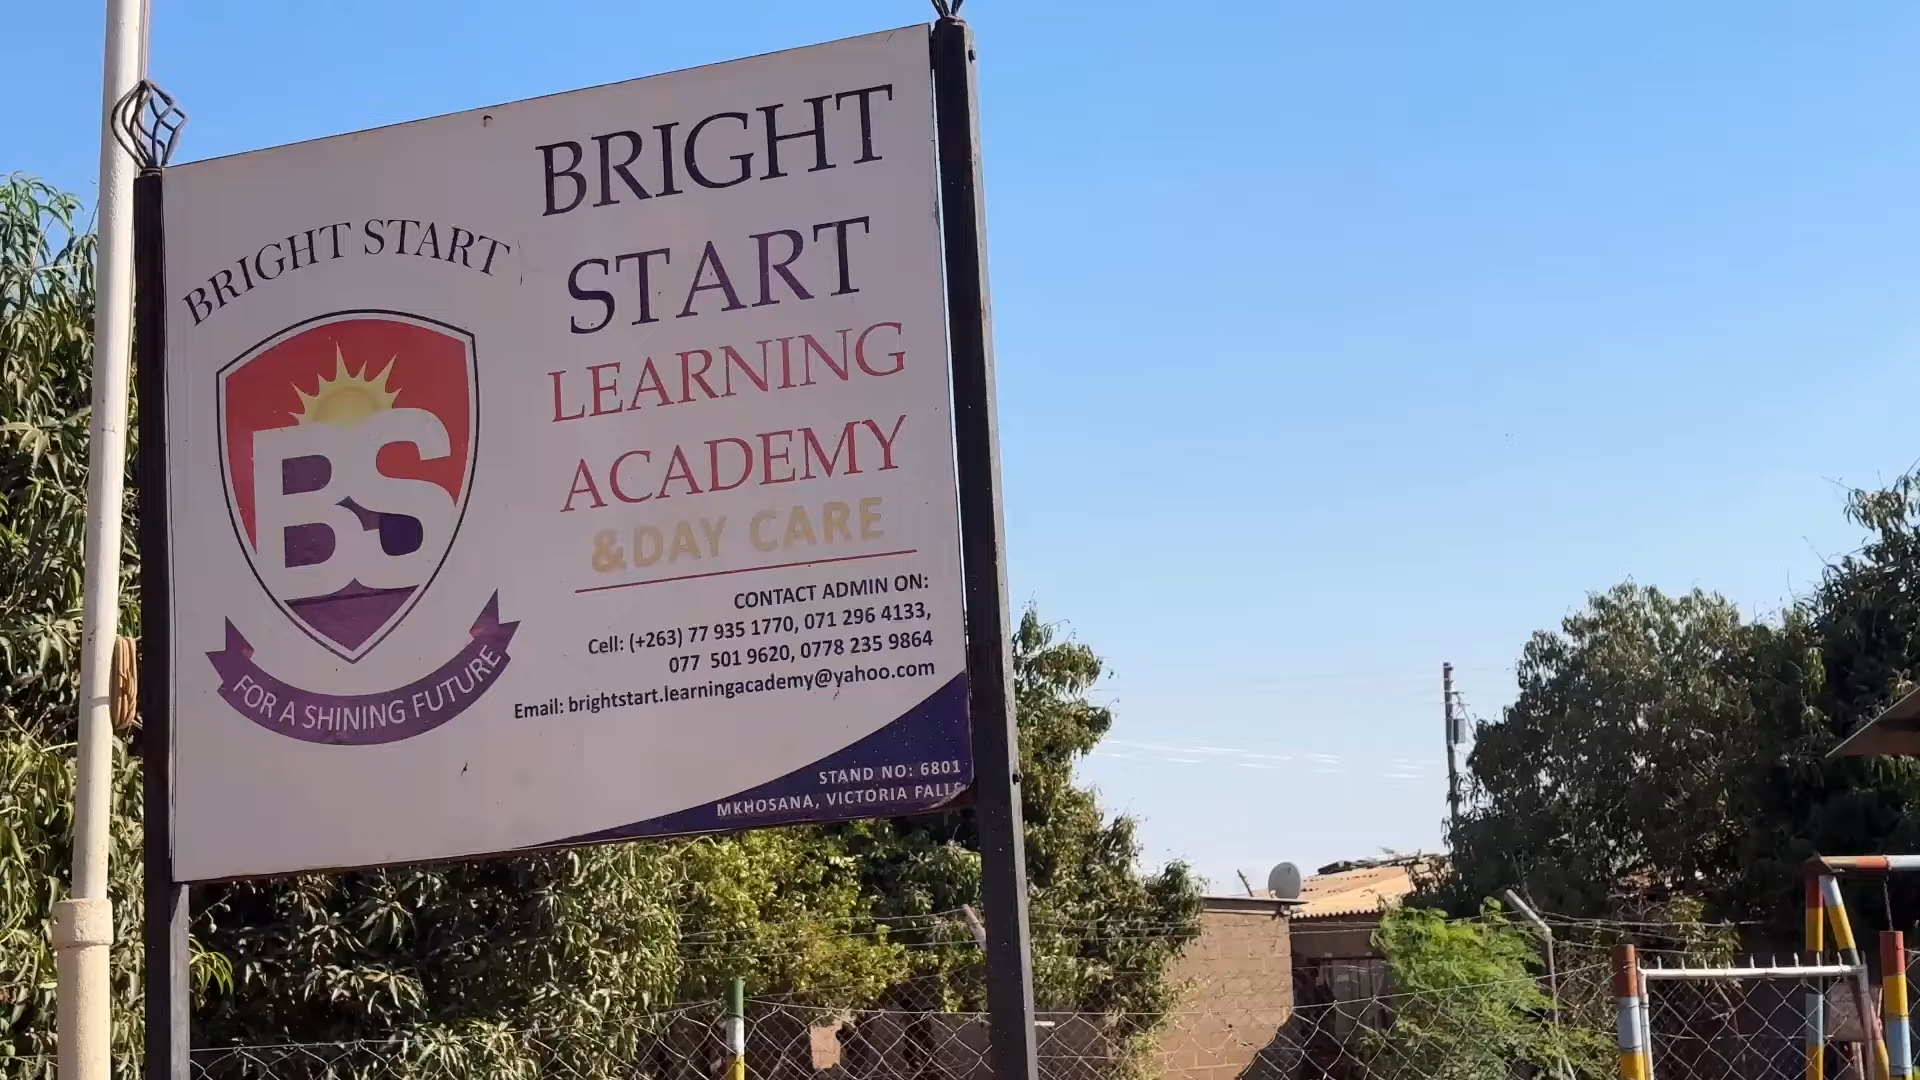 BRIGHT START
BS
FOR A SHINING FUTURE
BRIGHT
START
LEARNING
ACADEMY
&DAY CARE
CONTACT ADMIN ON:
Cell: (+263) 77 935 1770, 071 296 4133,
077 501 9620, 0778 235 9864
Email: brightstart.learningacademy@yahoo.com
STAND NO: 6801
MKHOSANA, VICTORIA FALLS